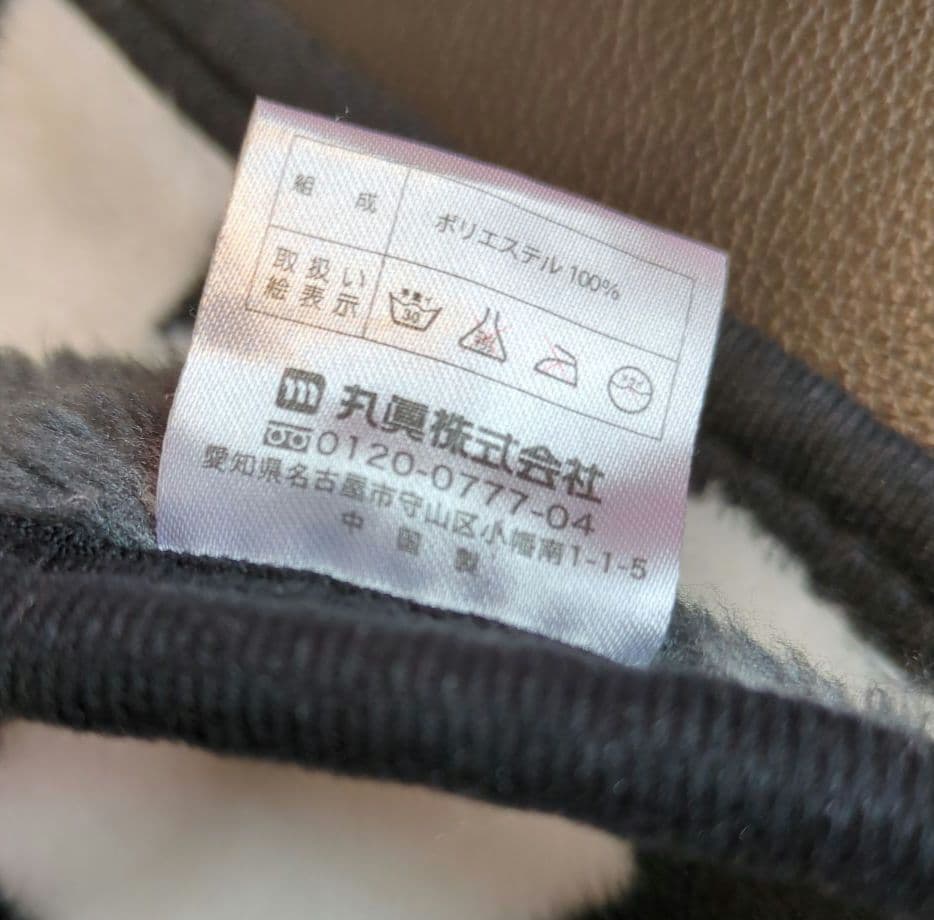 組成 ポリエステル 100%
取扱い
絵表示
30
丸眞株式会社
0120-0777-04
愛知県名古屋市守山区小幡南1-1-5
中国製